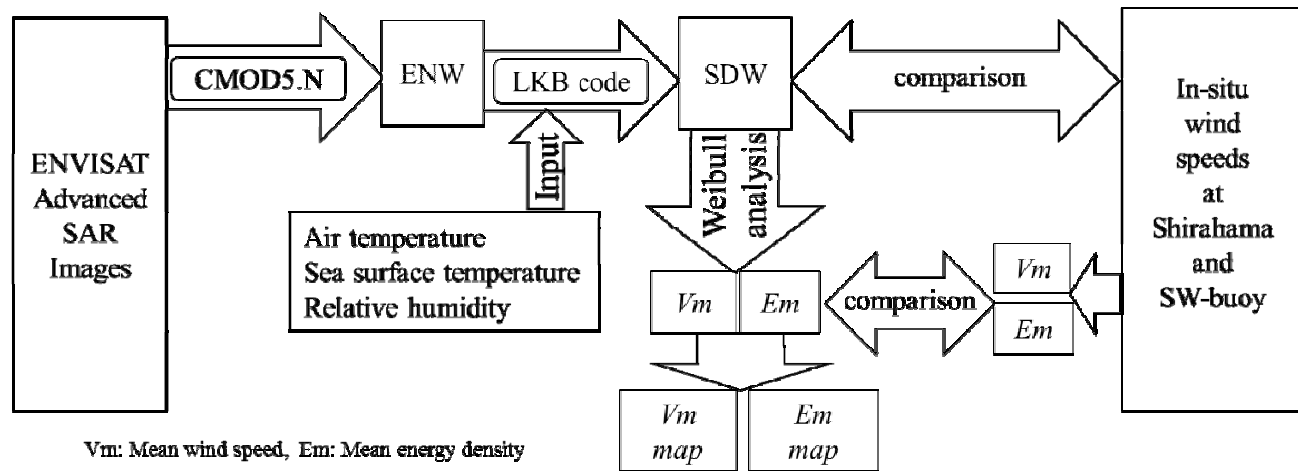 ENVISAT
Advanced
SAR
Images
CMOD5.N
ENW
LKB code
Input
Air temperature
Sea surface temperature
Relative humidity
SDW
Weibull
analysis
comparison
Vm
Em
comparison
Vm
Em
In-situ
wind
speeds
at
Shirahama
and
SW-buoy
Vm
map
Em
map
Vm: Mean wind speed, Em: Mean energy density